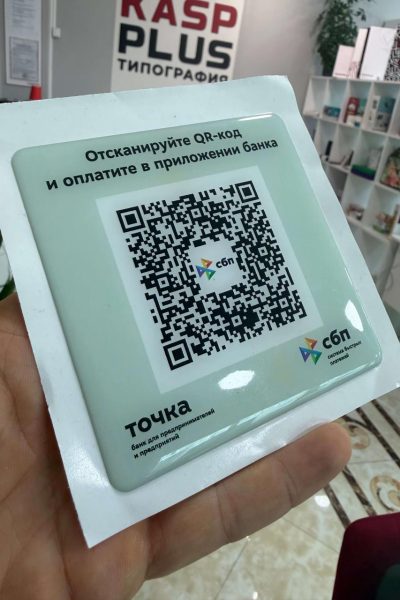 KASP
PLUS
ТИПОГРАФИЯ
Отсканируйте QR-код
и оплатите в приложении банка
сбп
сбп
система быстрых
платежей
точка
банк для предпринимателей
и предприятий